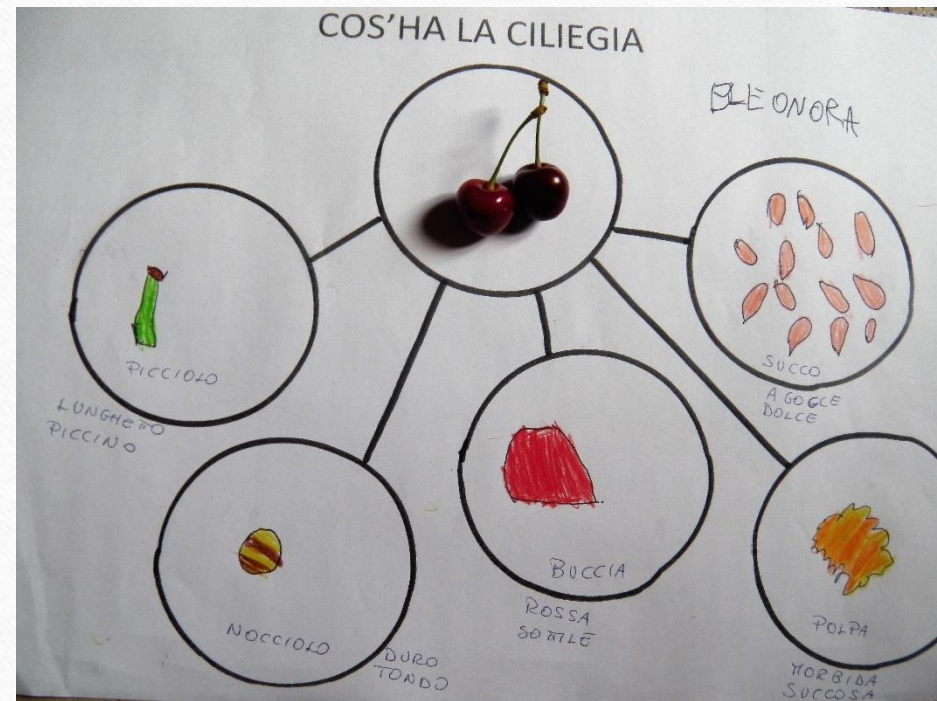 COS'HA LA CILIEGIA
ELEONORA
PICCIOLO
LUNGHETTO
PICCINO
NOCCIOLO
DURO
TONDO
BUCCIA
ROSSA
SOTTILE
SUCCO
A GOGCE
DOLCE
POLPA
MORBIDA
SUCCOSA